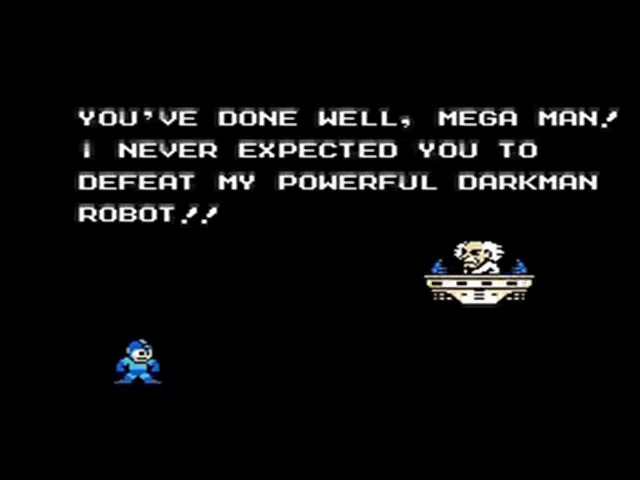 YOU'VE DONE WELL, MEGA MAN!
I NEVER EXPECTED YOU TO
DEFEAT MY POWERFUL DARKMAN
ROBOT!!